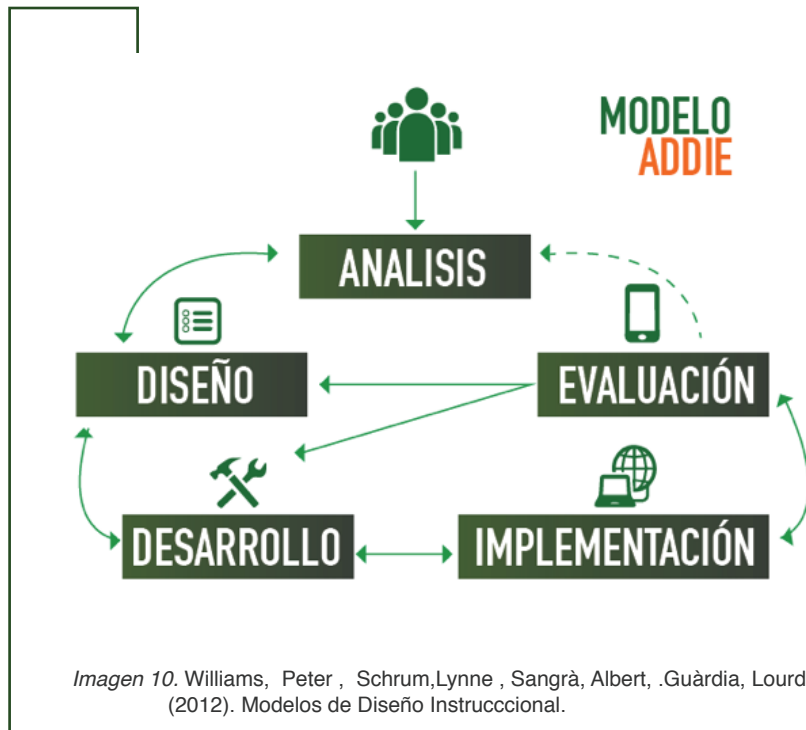 MODELO
ADDIE
ANALISIS
DISEÑO
EVALUACIÓN
DESARROLLO
IMPLEMENTACIÓN
Imagen 10. Williams, Peter , Schrum,Lynne , Sangrà, Albert, .Guàrdia, Lourd
(2012). Modelos de Diseño Instrucccional.